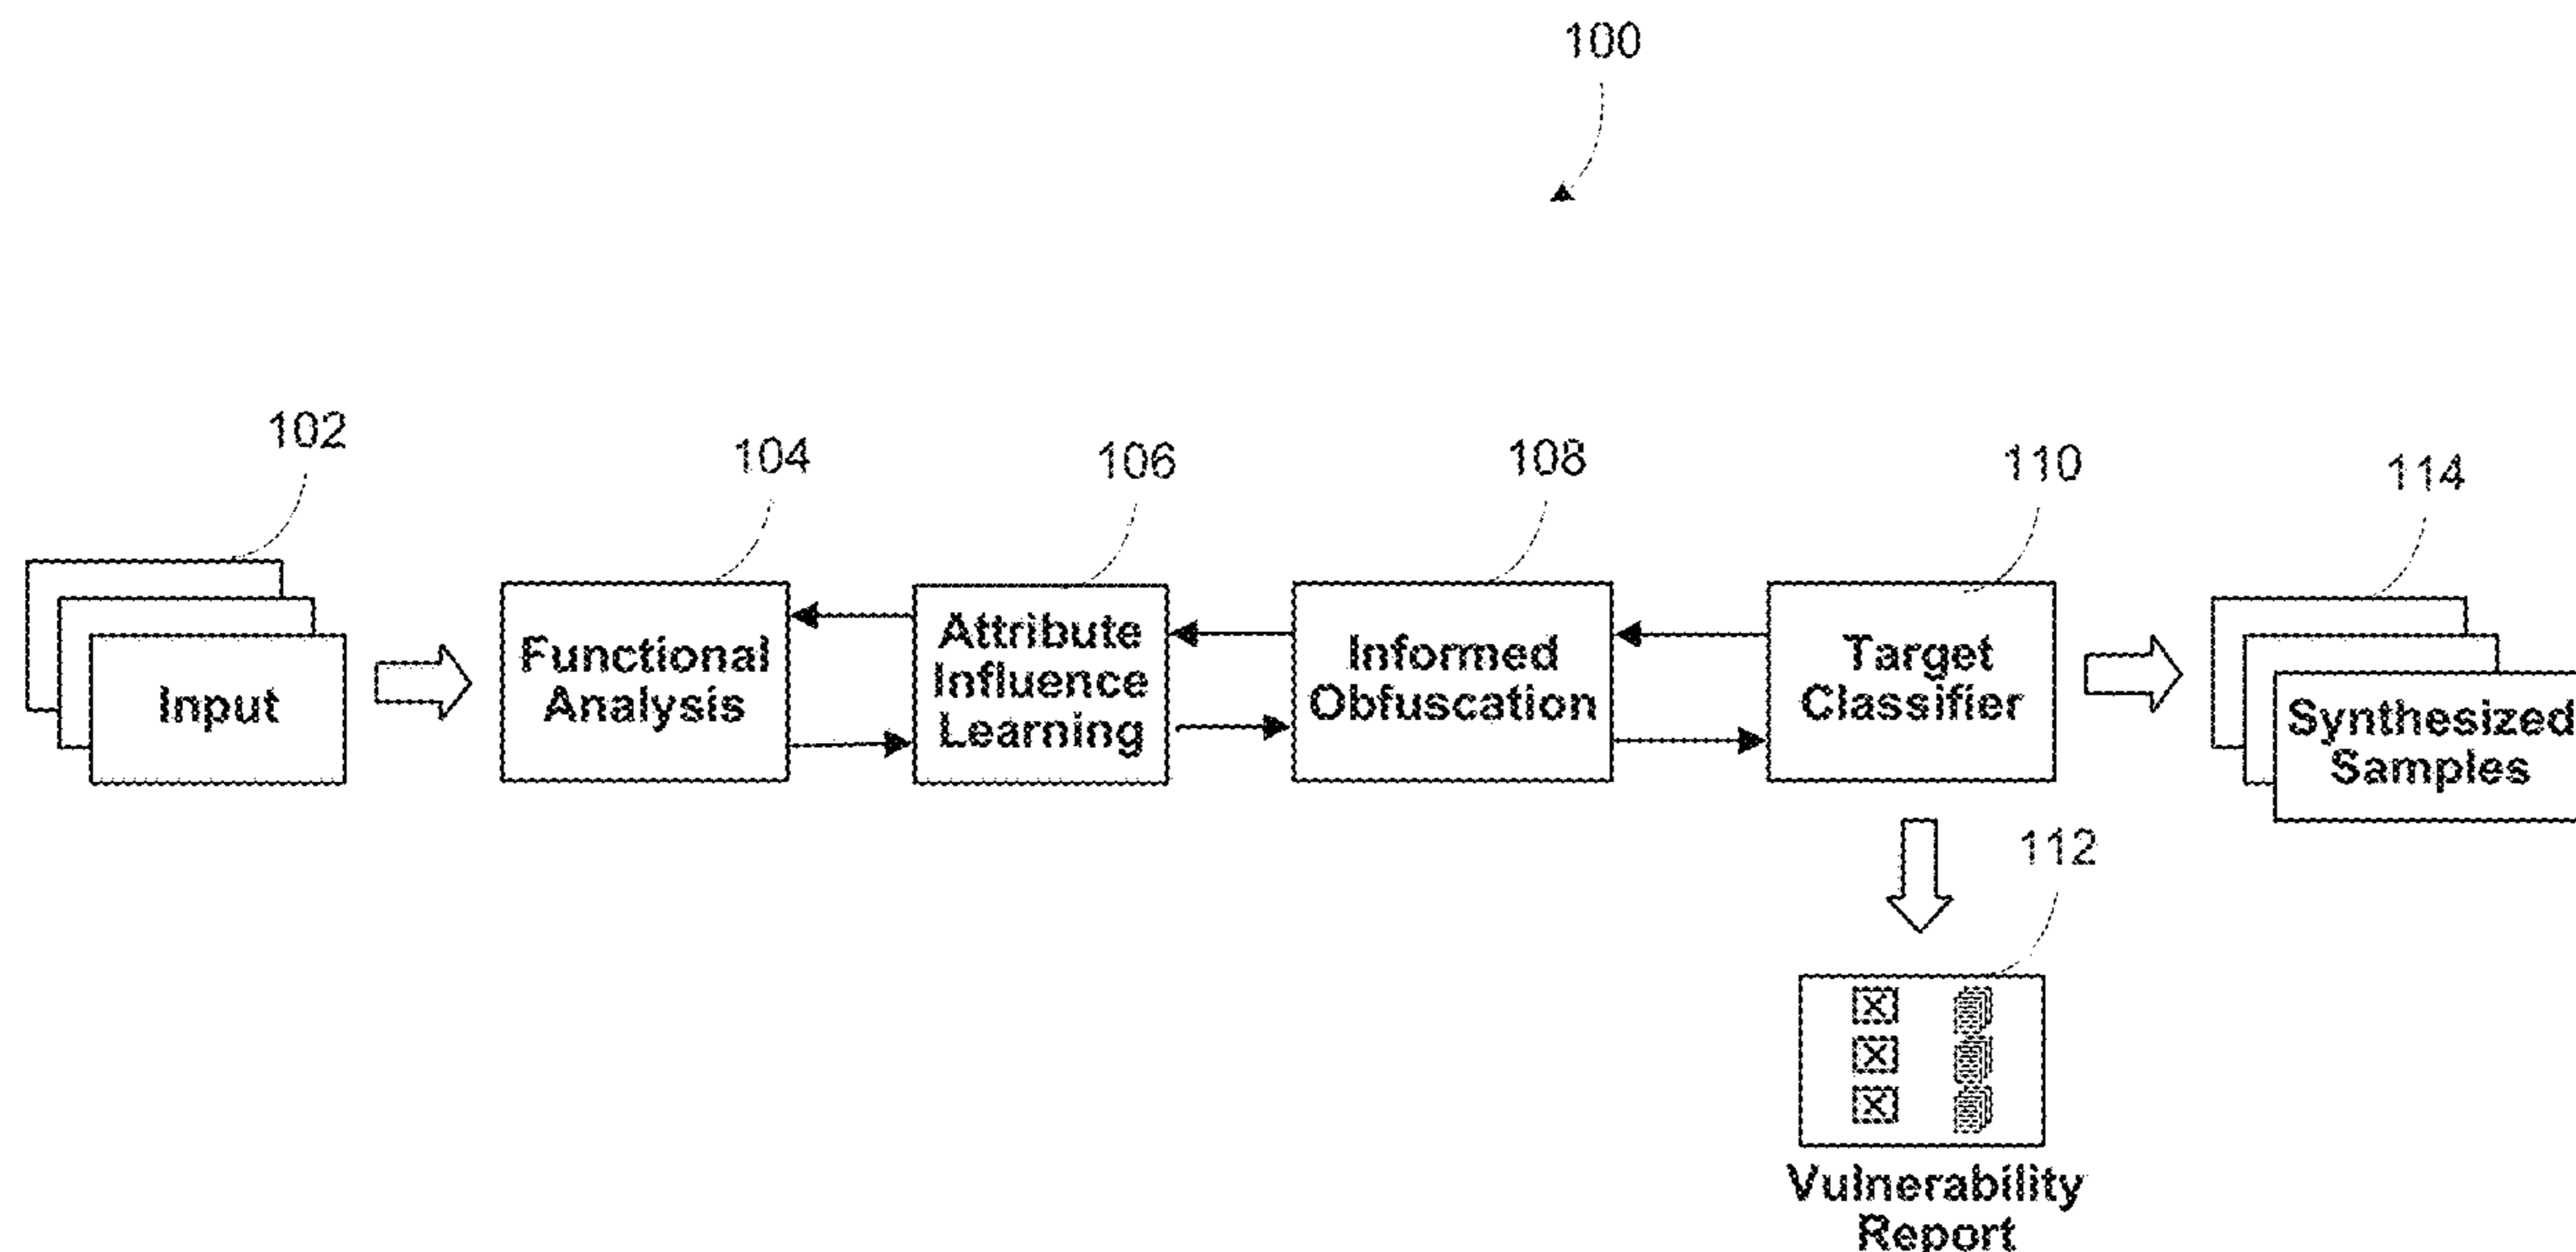 100
102
104
106
108
110
114
Input
Functional
Analysis
Attribute
Influence
Learning
Informed
Obfuscation
Target
Classifier
Synthesized
Samples
112
Vulnerability
Report